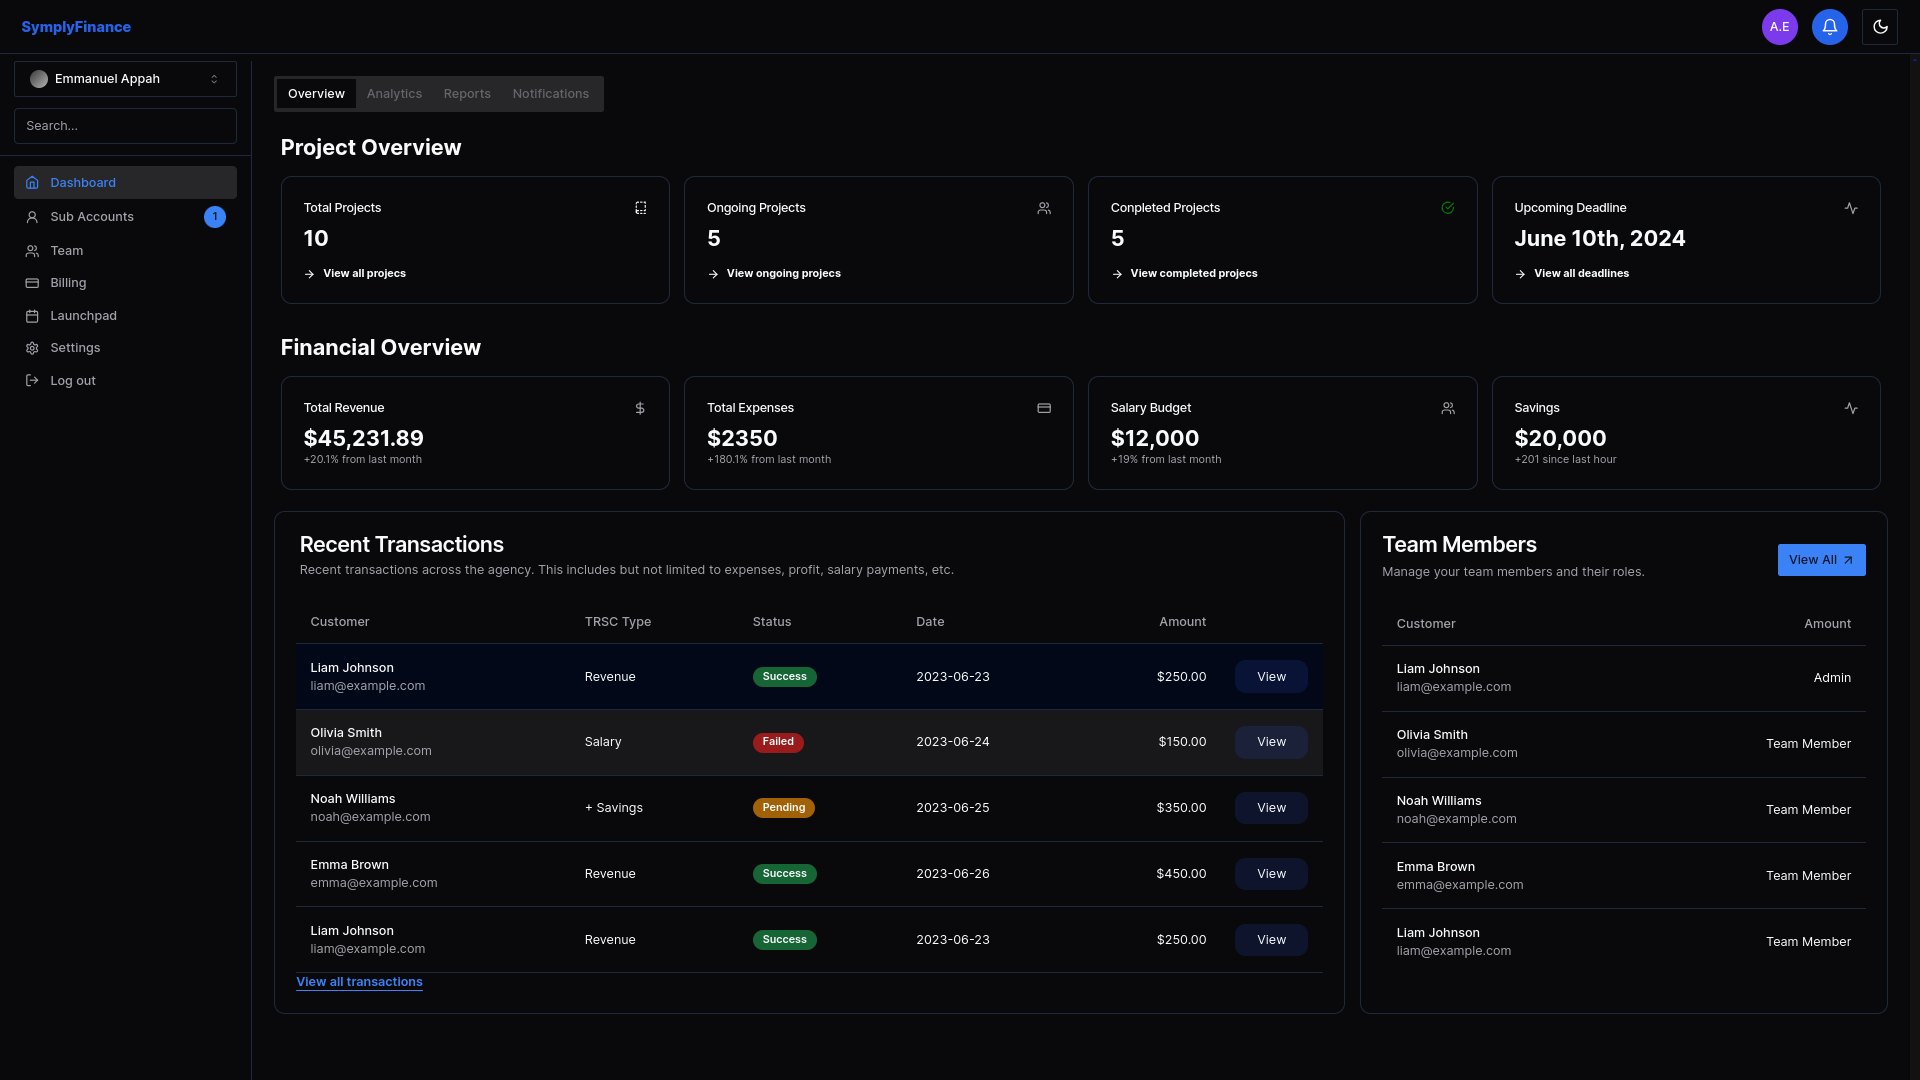 SymplyFinance
A.E
Emmanuel Appah
Search...
Dashboard
Sub Accounts 1
Team
Billing
Launchpad
Settings
Log out
Overview Analytics Reports Notifications
Project Overview
Total Projects
10
View all projecs
Ongoing Projects
5
View ongoing projecs
Conpleted Projects
5
View completed projecs
Upcoming Deadline
June 10th, 2024
View all deadlines
Financial Overview
Total Revenue
$45,231.89
+20.1% from last month
Total Expenses
$2350
+180.1% from last month
Salary Budget
$12,000
+19% from last month
Savings
$20,000
+201 since last hour
Recent Transactions
Recent transactions across the agency. This includes but not limited to expenses, profit, salary payments, etc.
Customer TRSC Type Status Date Amount
Liam Johnson
liam@example.com
Revenue Success 2023-06-23 $250.00 View
Olivia Smith
olivia@example.com
Salary Failed 2023-06-24 $150.00 View
Noah Williams
noah@example.com
+ Savings Pending 2023-06-25 $350.00 View
Emma Brown
emma@example.com
Revenue Success 2023-06-26 $450.00 View
Liam Johnson
liam@example.com
Revenue Success 2023-06-23 $250.00 View
View all transactions
Team Members
Manage your team members and their roles.
View All
Customer Amount
Liam Johnson
liam@example.com
Admin
Olivia Smith
olivia@example.com
Team Member
Noah Williams
noah@example.com
Team Member
Emma Brown
emma@example.com
Team Member
Liam Johnson
liam@example.com
Team Member